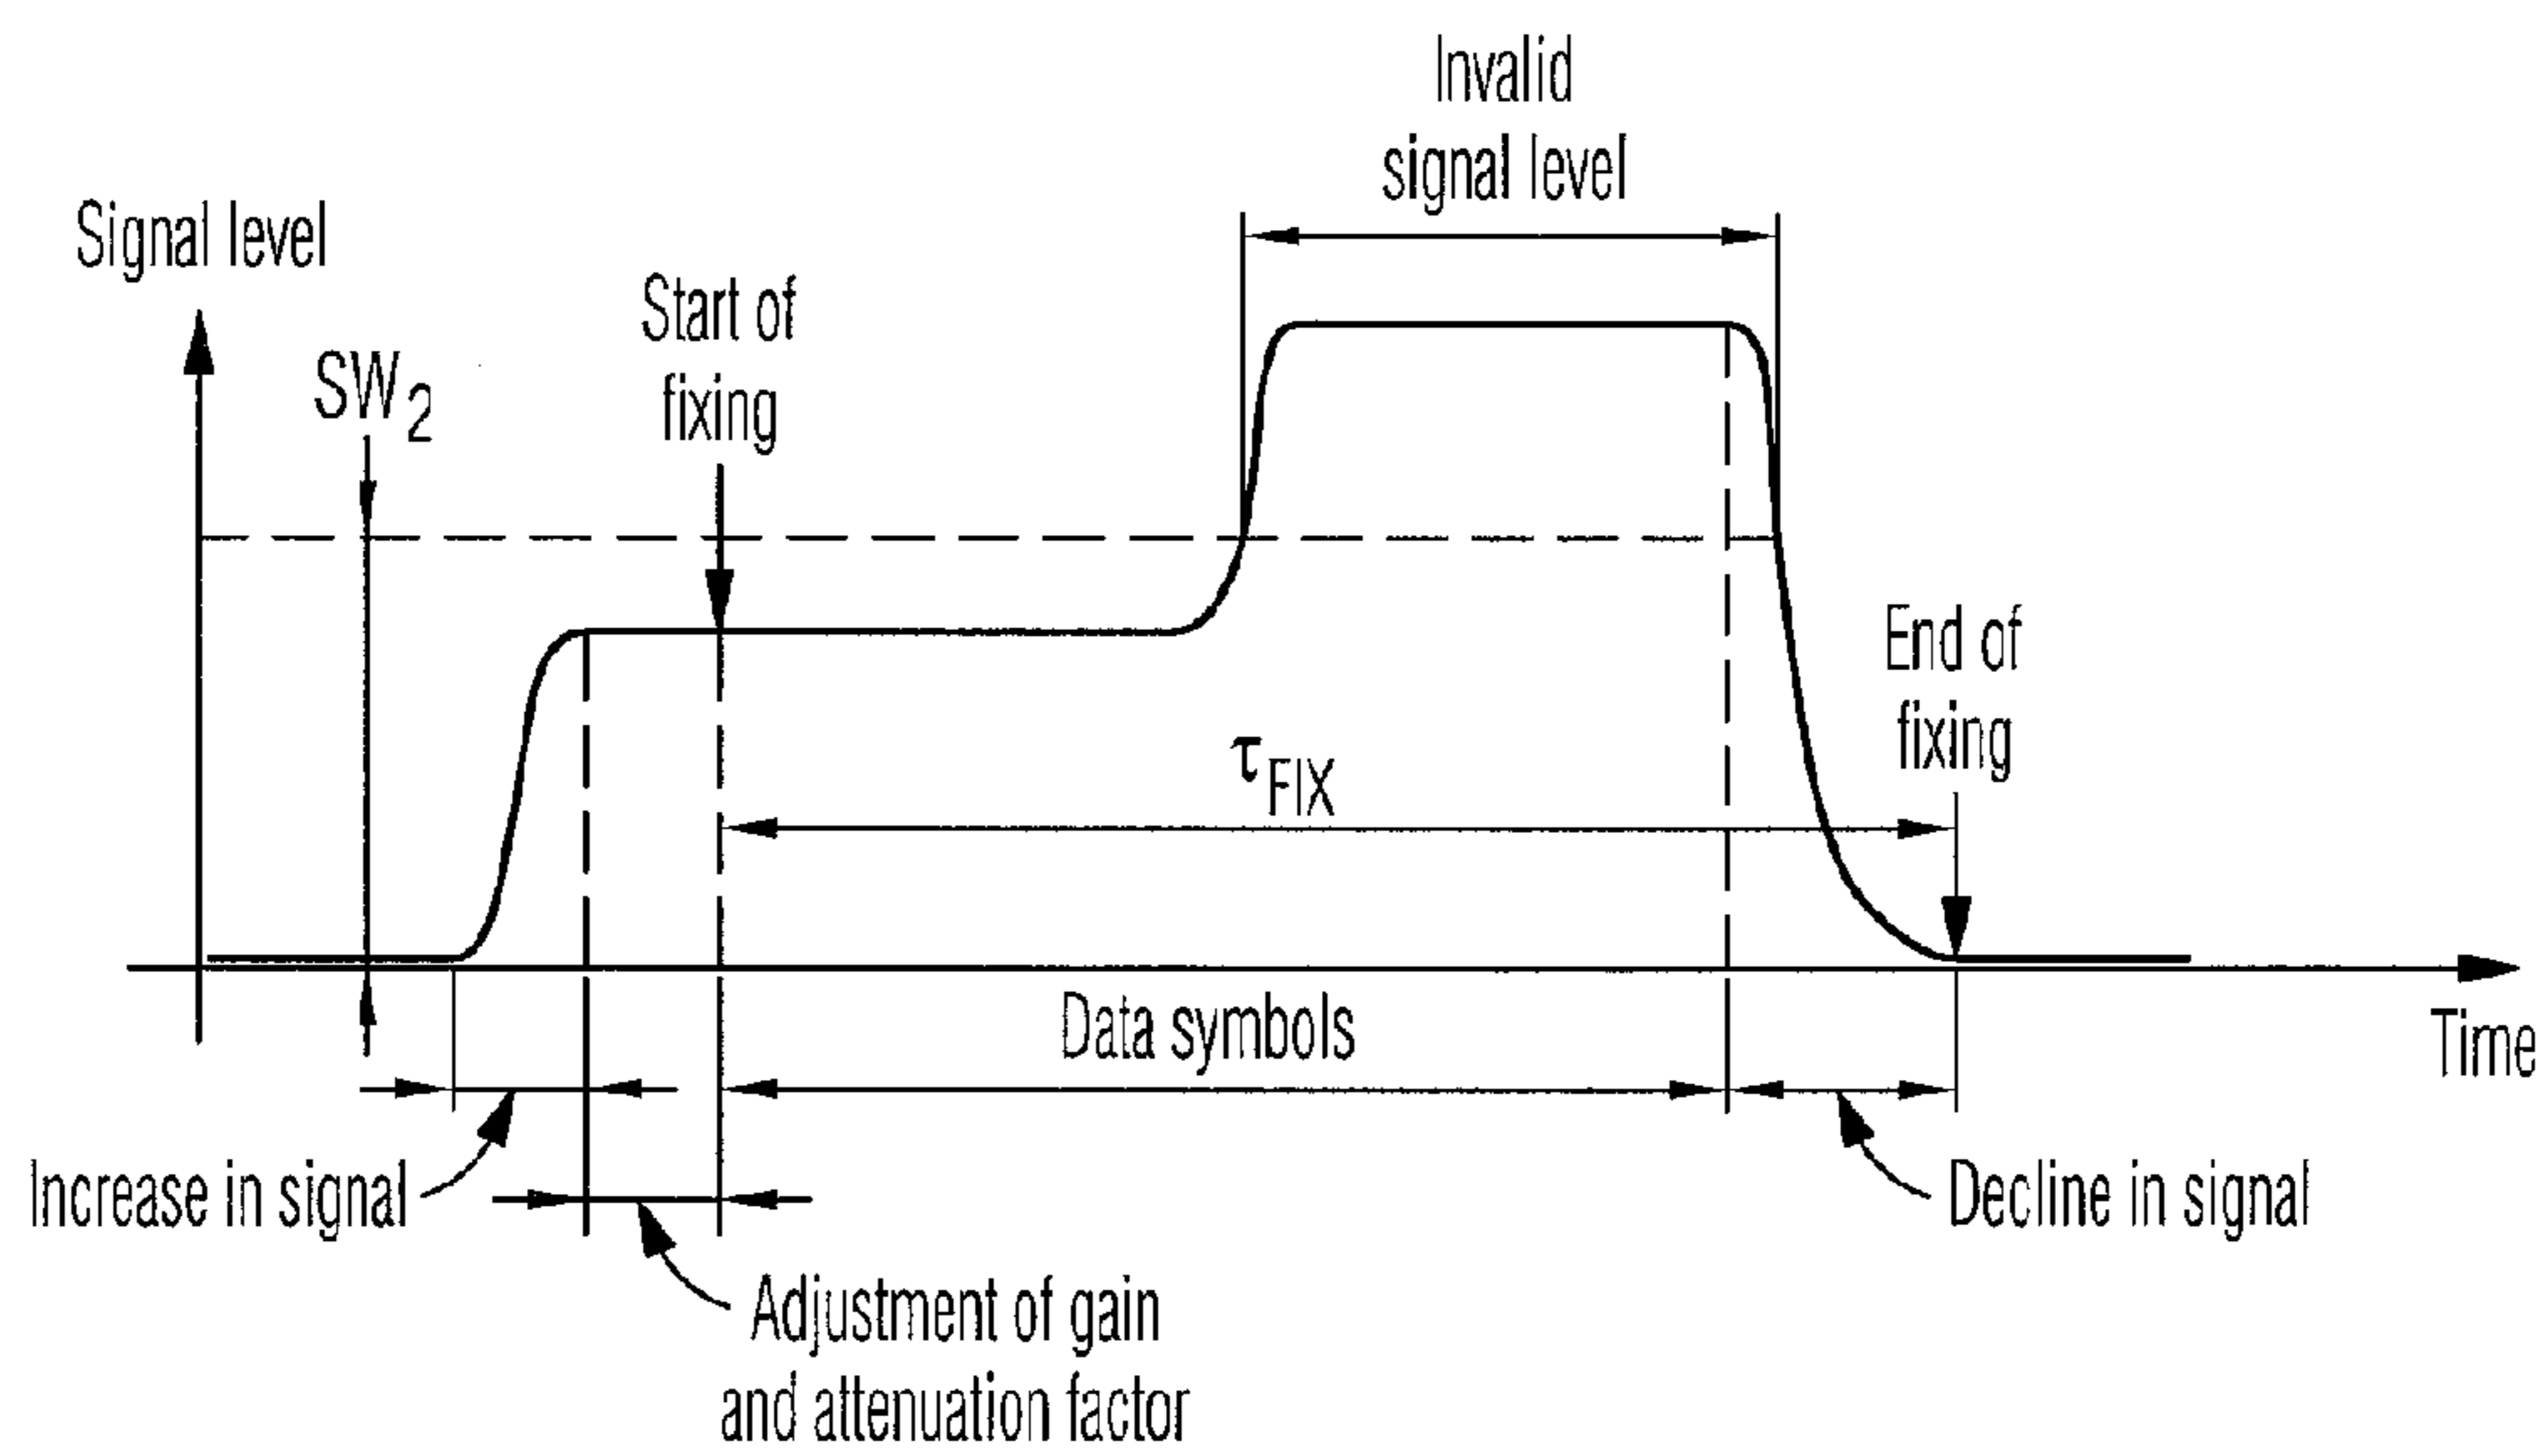 Invalid
signal level
Signal level
Start of
fixing
SW2
End of
fixing
τFIX
Data symbols
Time
Increase in signal
Decline in signal
Adjustment of gain
and attenuation factor